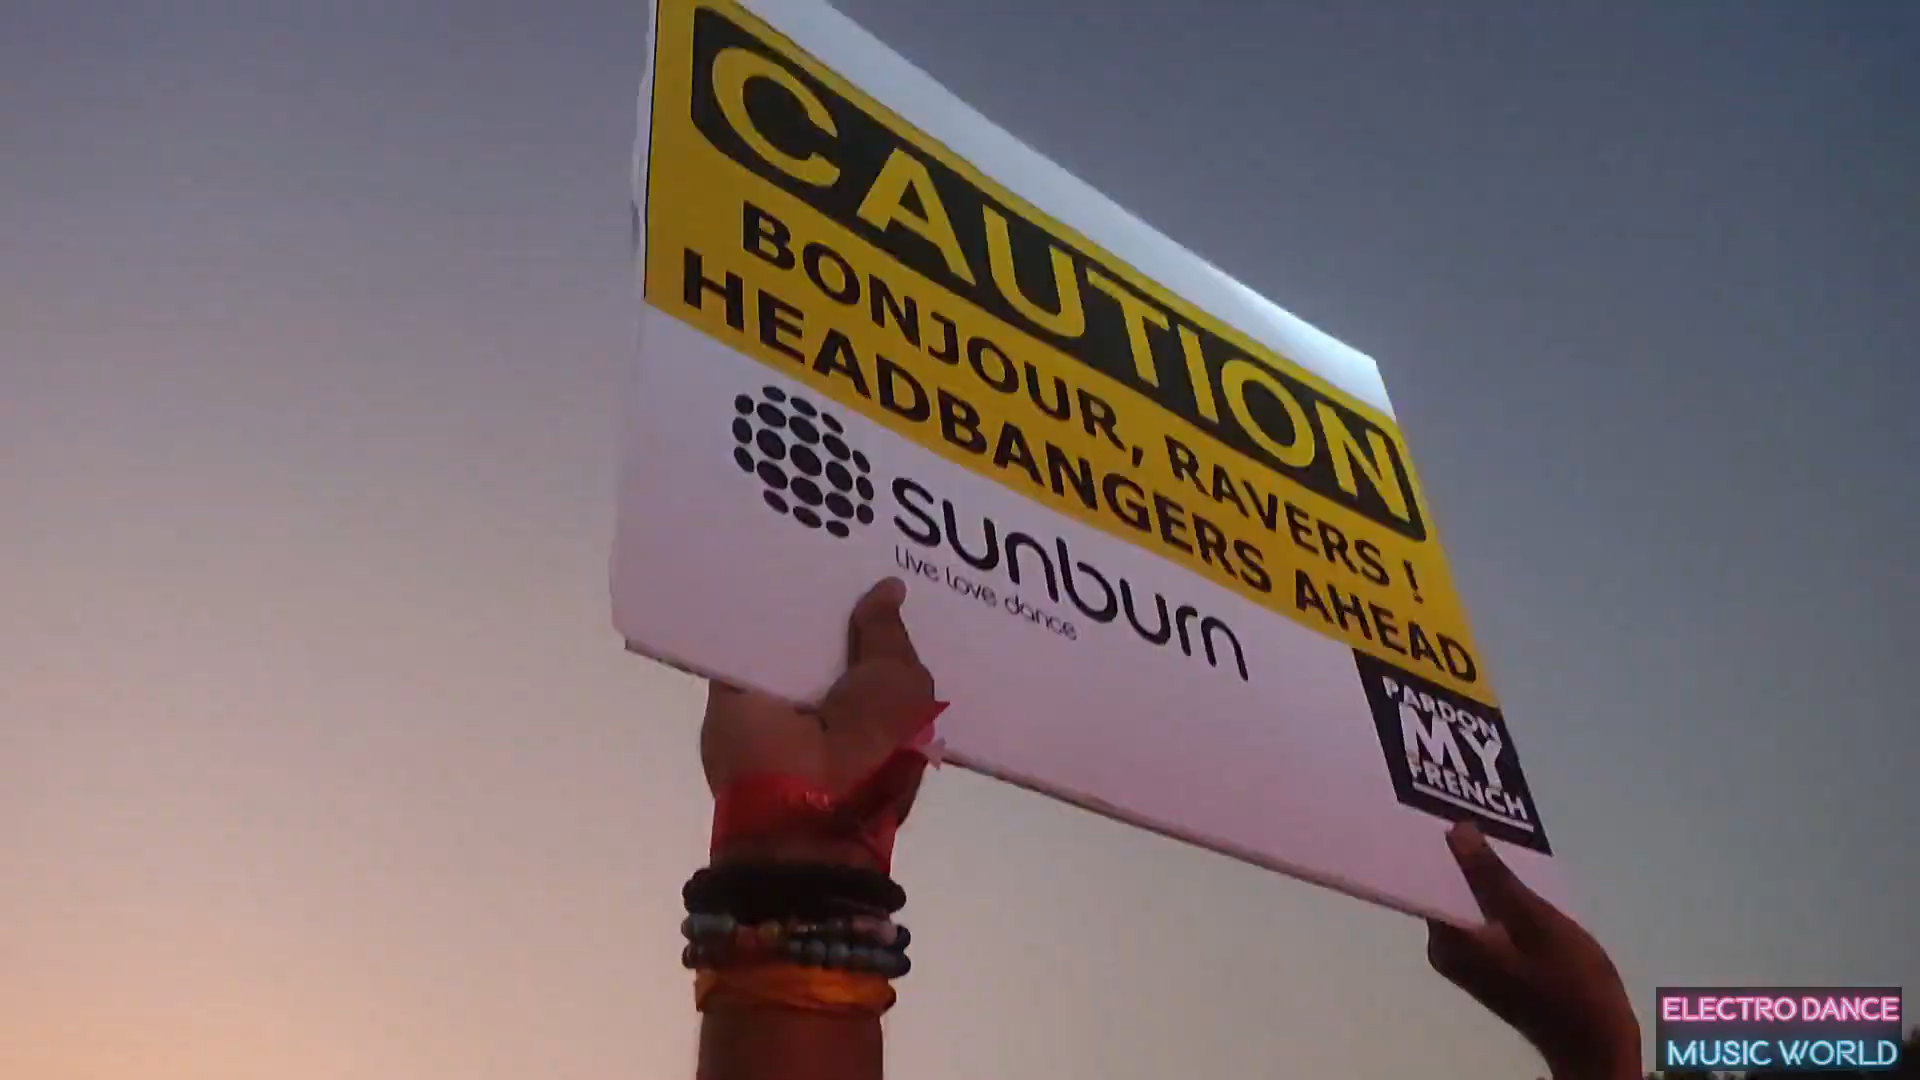 CAUTION
BONJOUR, RAVERS !
HEADBANGERS AHEAD
sunburn
Live Love dance
PARDON
MY
FRENCH
ELECTRO DANCE
MUSIC WORLD